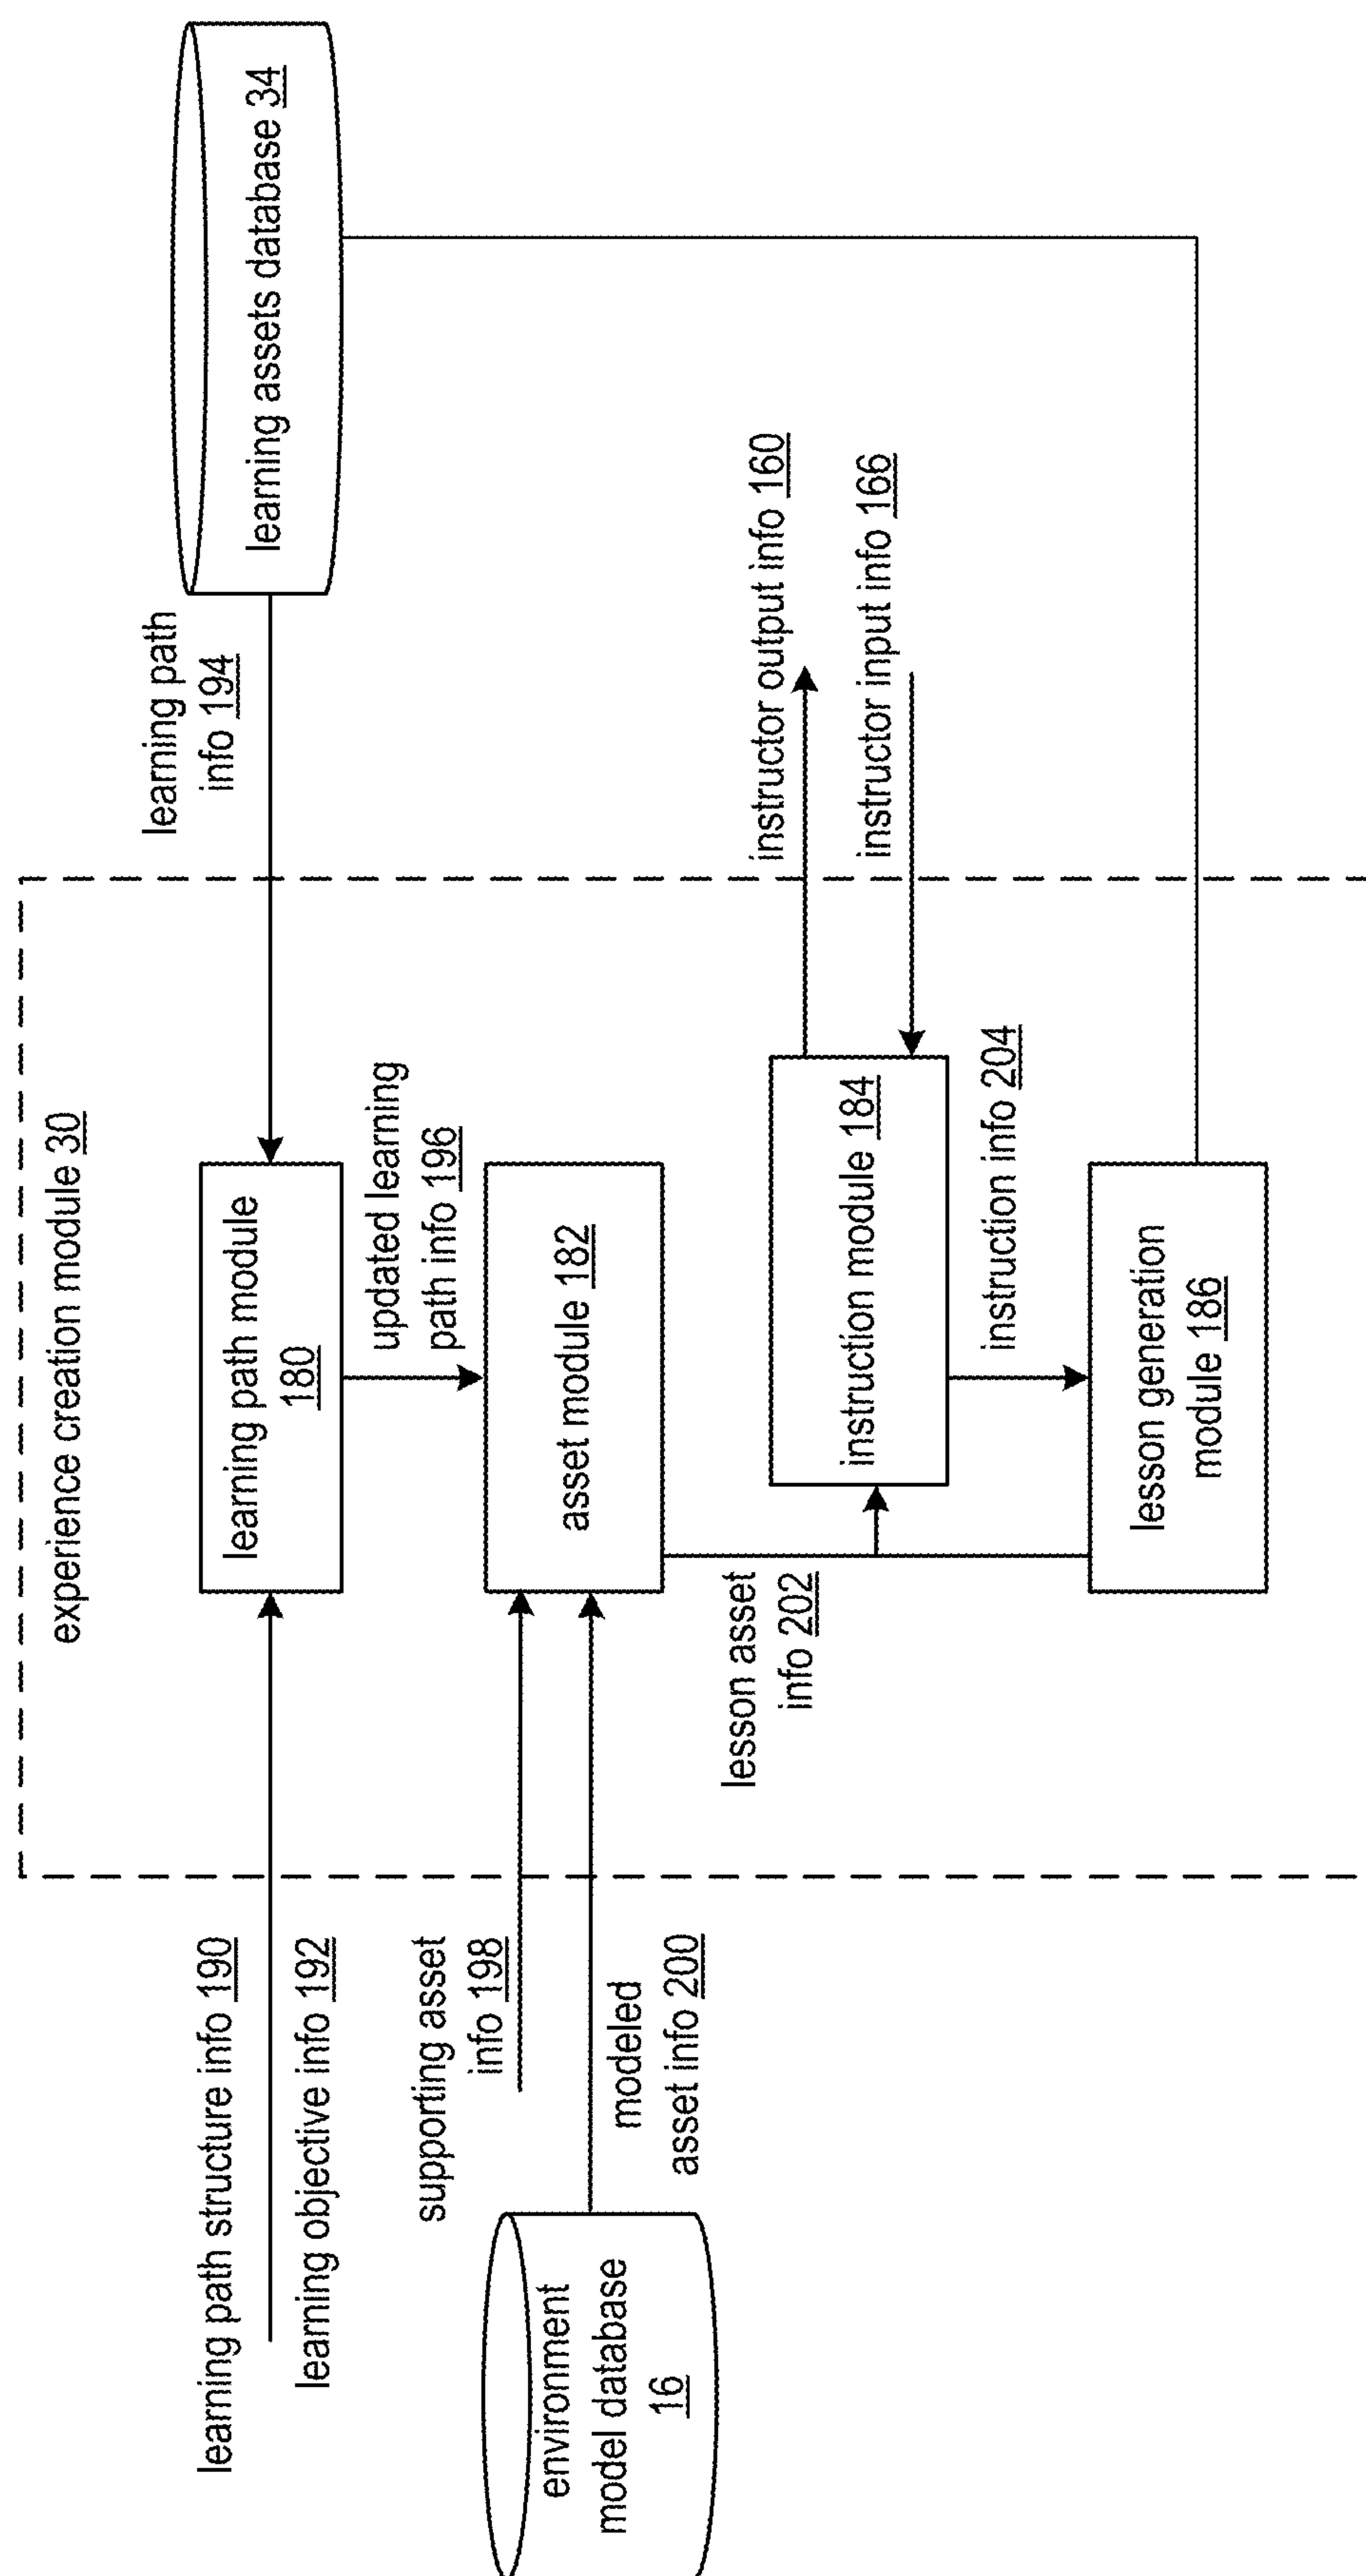 experience creation module 30
learning path structure info 190
learning objective info 192
learning path module
180
learning path
info 194
learning assets database 34
updated learning
path info 196
supporting asset
info 198
asset module 182
environment
model database
16
modeled
asset info 200
lesson asset
info 202
instruction module 184
instructor output info 160
instructor input info 166
instruction info 204
lesson generation
module 186